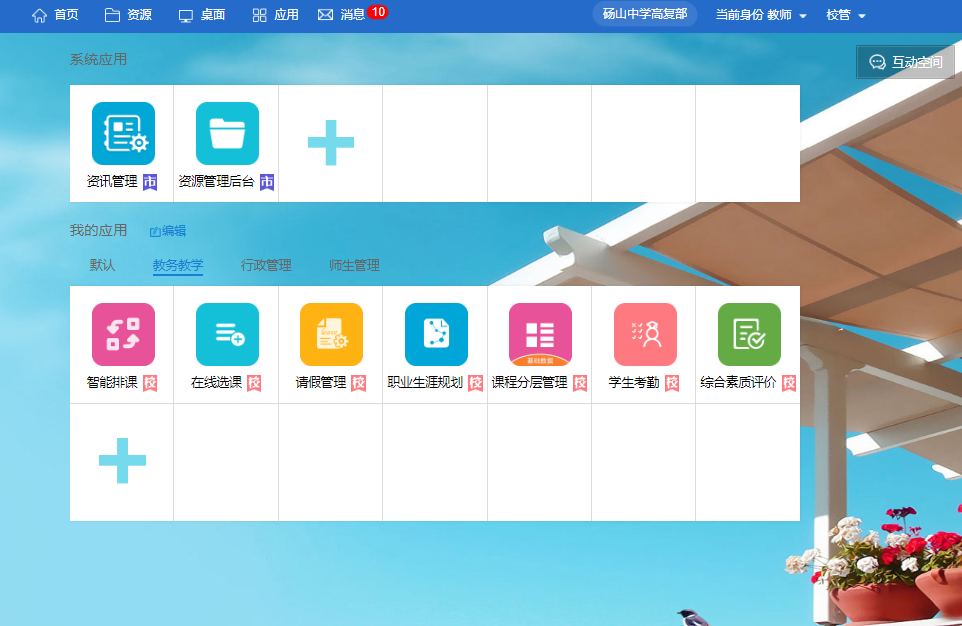 首页 资源 桌面 应用 消息 10 砀山中学高复部 当前身份 教师 校管
系统应用
互动空间
资讯管理 市 资源管理后台 市
我的应用 编辑
默认 教务教学 行政管理 师生管理
基础数据
智能排课 校 在线选课 校 请假管理 校 职业生涯规划 校 课程分层管理 校 学生考勤 校 综合素质评价 校